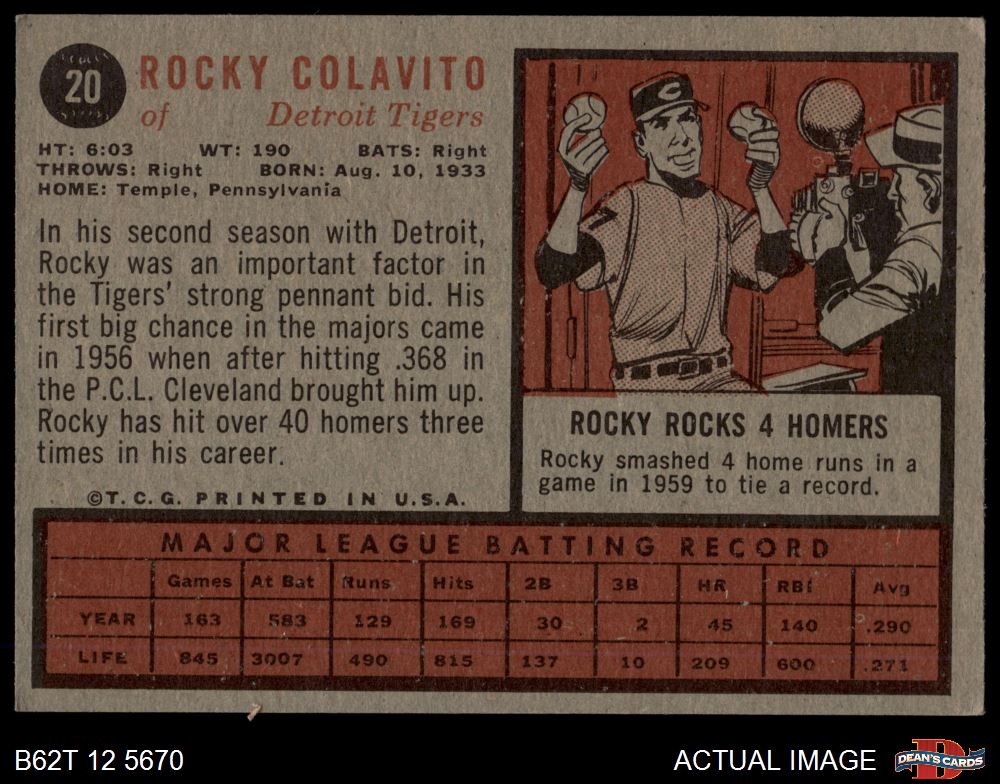 20
ROCKY COLAVITO
of Detroit Tigers
HT: 6:03 WT: 190 BATS: Right
THROWS: Right BORN: Aug. 10, 1933
HOME: Temple, Pennsylvania
In his second season with Detroit,
Rocky was an important factor in
the Tigers' strong pennant bid. His
first big chance in the majors came
in 1956 when after hitting .368 in
the P.C.L. Cleveland brought him up.
Rocky has hit over 40 homers three
times in his career.
©T.C.G. PRINTED IN U.S.A.
C
ROCKY ROCKS 4 HOMERS
Rocky smashed 4 home runs in a
game in 1959 to tie a record.
MAJOR LEAGUE BATTING RECORD
Games At Bat Runs Hits 2B 3B HR RBI Avg
YEAR 163 583 129 169 30 2 45 140 .290
LIFE 845 3007 490 815 137 10 209 600 .271
B62T 12 5670
ACTUAL IMAGE
D
DEAN'S CARDS